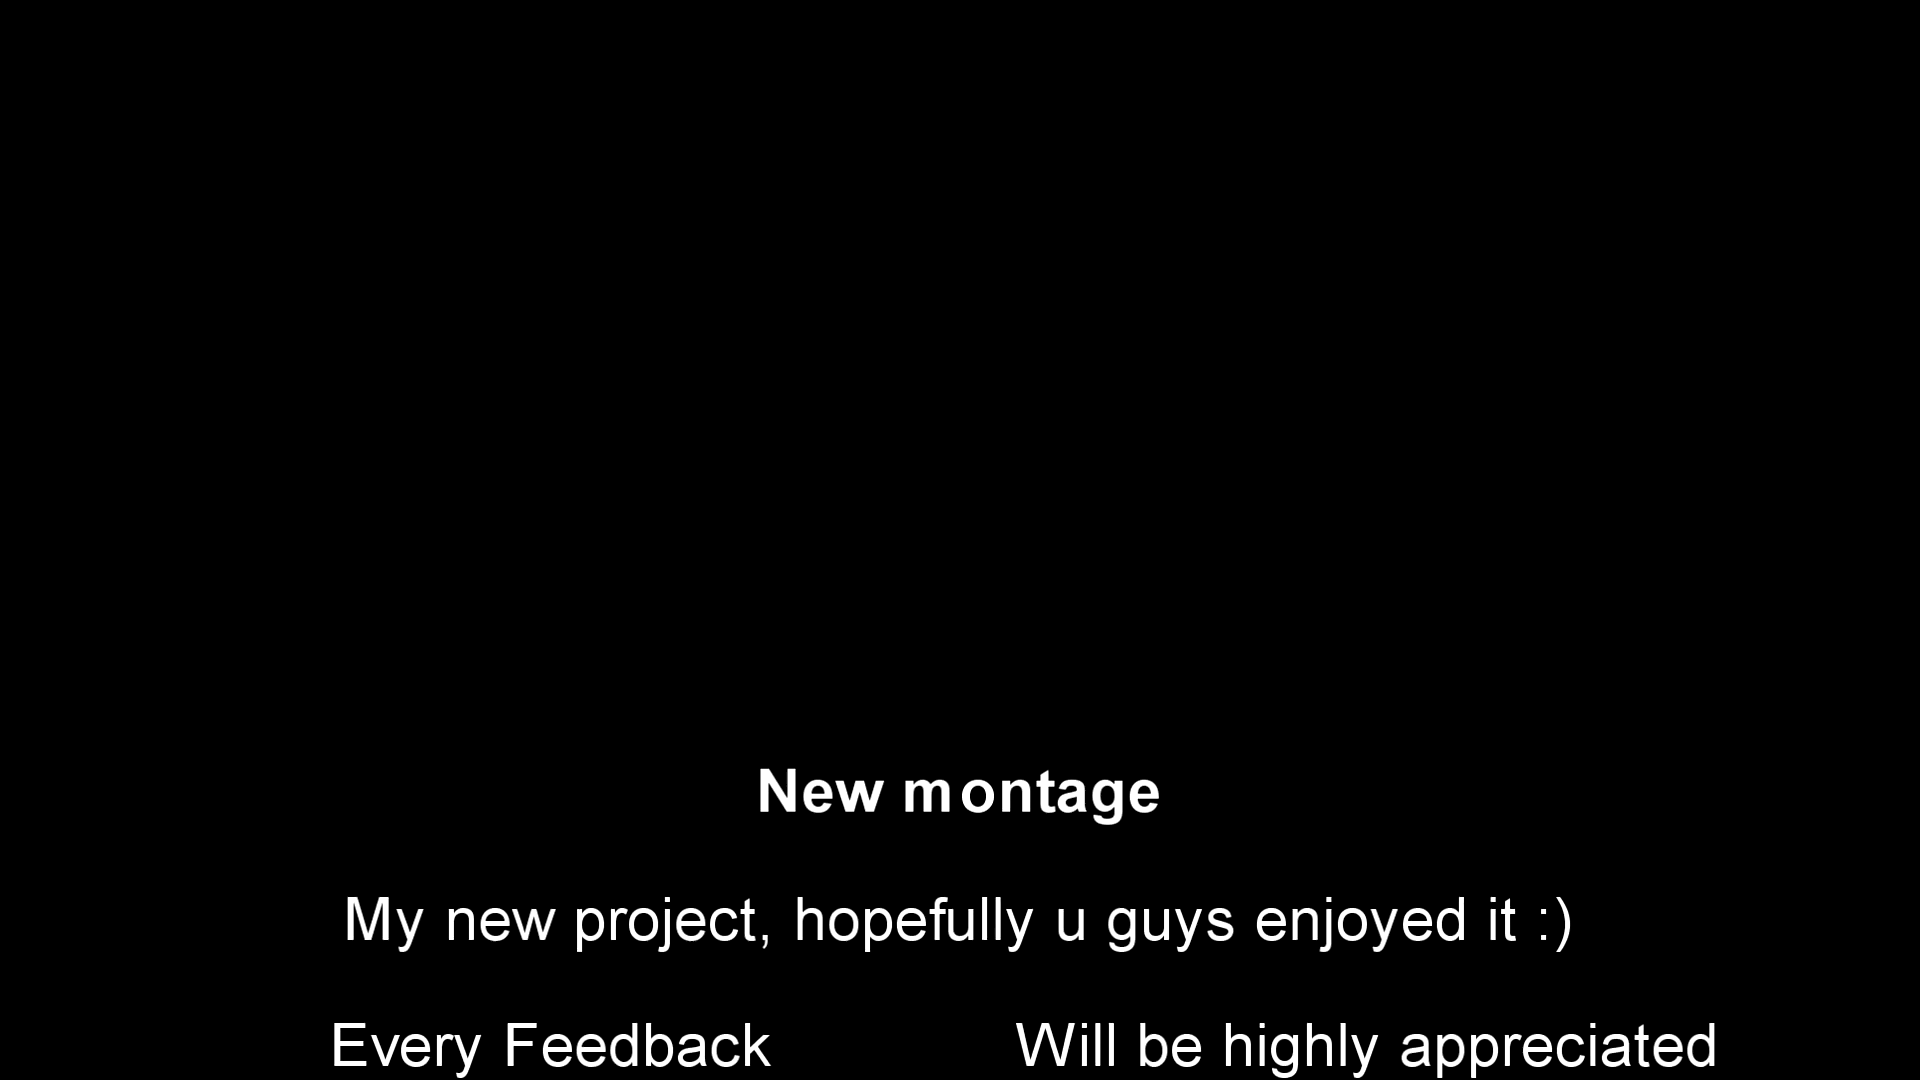 New montage
My new project, hopefully u guys enjoyed it :)
Every Feedback Will be highly appreciated